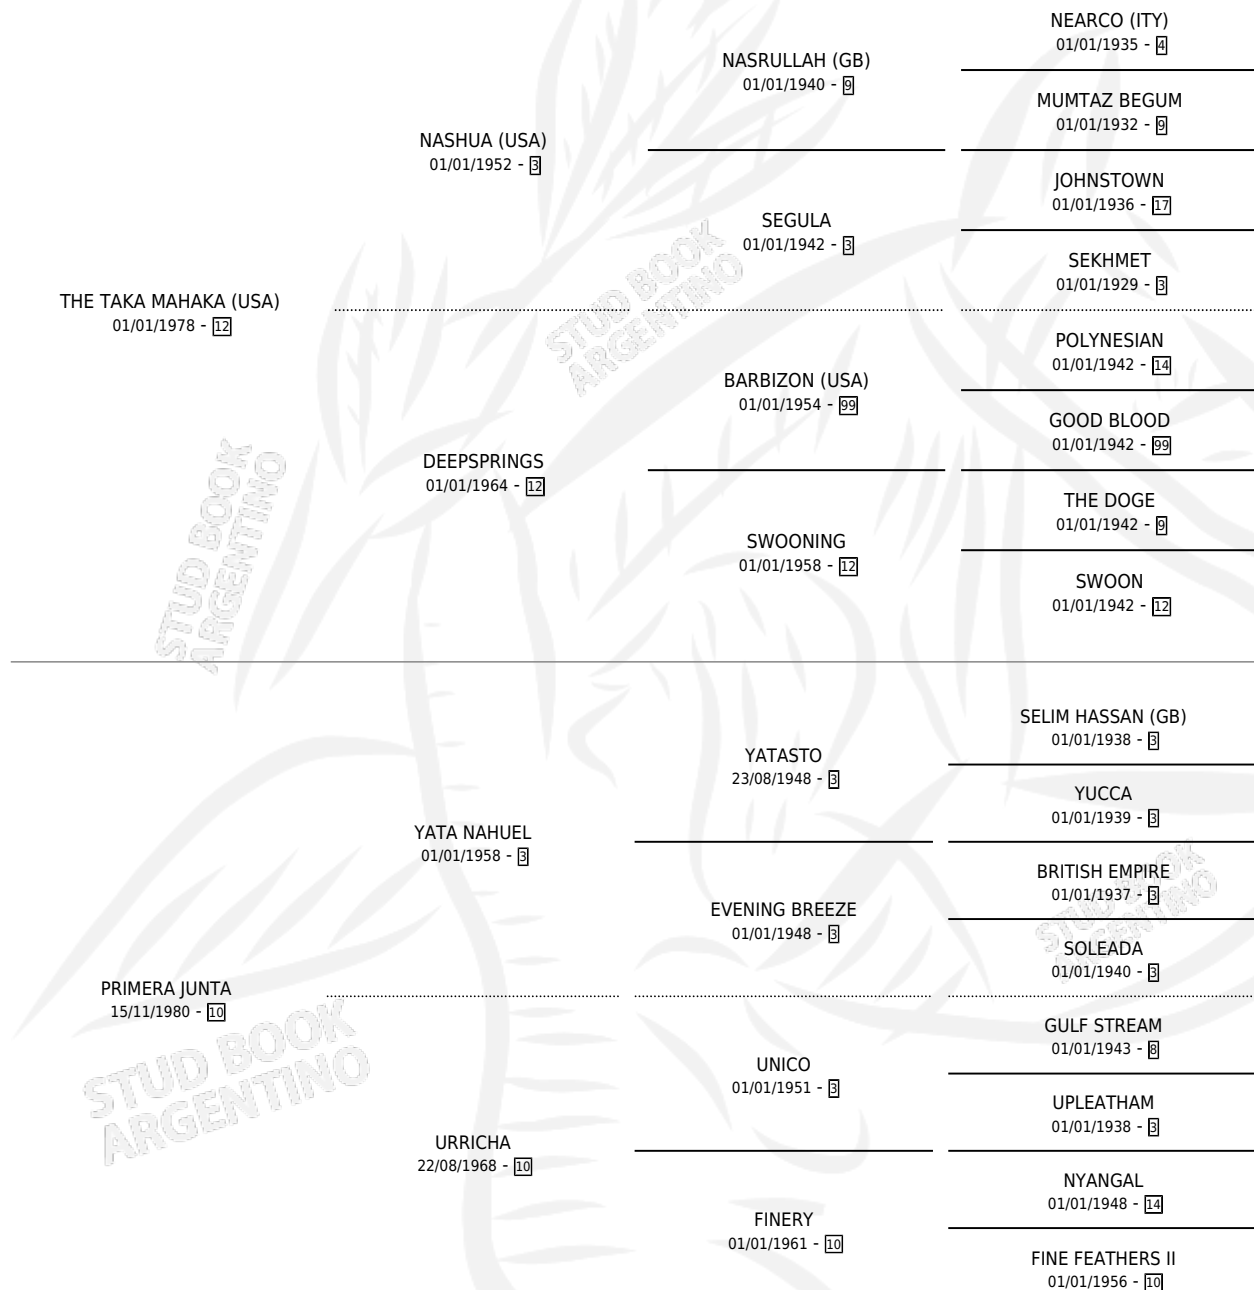 NEARCO (ITY)
01/01/1935 - 4
NASRULLAH (GB)
01/01/1940 - 9
MUMTAZ BEGUM
01/01/1932 - 9
NASHUA (USA)
01/01/1952 - 3
JOHNSTOWN
01/01/1936 - 17
SEGULA
01/01/1942 - 3
SEKHMET
01/01/1929 - 3
THE TAKA MAHAKA (USA)
01/01/1978 - 12
POLYNESIAN
01/01/1942 - 14
BARBIZON (USA)
01/01/1954 - 99
GOOD BLOOD
01/01/1942 - 99
DEEPSPRINGS
01/01/1964 - 12
THE DOGE
01/01/1942 - 9
SWOONING
01/01/1958 - 12
SWOON
01/01/1942 - 12
STUD BOOK
ARGENTINO
STUD BOOK
ARGENTINO
SELIM HASSAN (GB)
01/01/1938 - 3
YATASTO
23/08/1948 - 3
YUCCA
01/01/1939 - 3
YATA NAHUEL
01/01/1958 - 3
BRITISH EMPIRE
01/01/1937 - 3
EVENING BREEZE
01/01/1948 - 3
SOLEADA
01/01/1940 - 3
STUD BOOK
ARGENTINO
PRIMERA JUNTA
15/11/1980 - 10
GULF STREAM
01/01/1943 - 8
UNICO
01/01/1951 - 3
UPLEATHAM
01/01/1938 - 3
URRICHA
22/08/1968 - 10
NYANGAL
01/01/1948 - 14
FINERY
01/01/1961 - 10
FINE FEATHERS II
01/01/1956 - 10
STUD BOOK
ARGENTINO